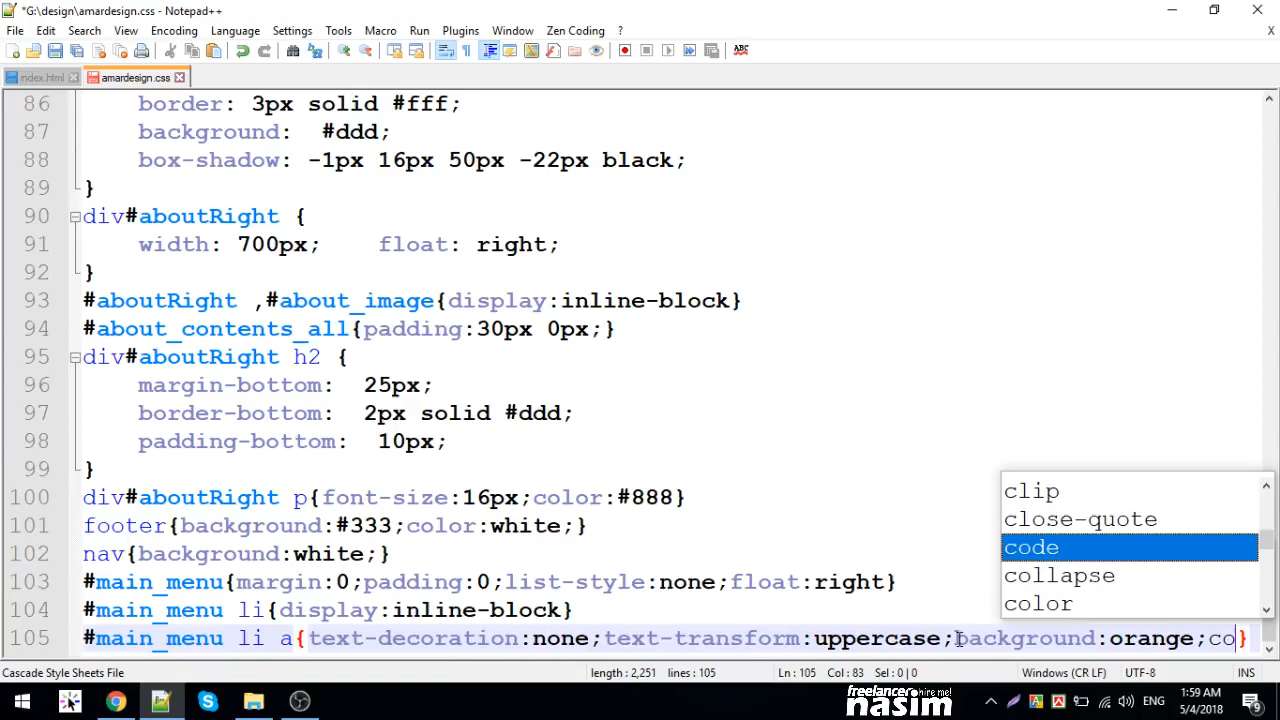 *G:\design\amardesign.css - Notepad++
File Edit Search View Encoding Language Settings Tools Macro Run Plugins Window Zen Coding ? X
ABC
index.html amardesign.css
86 border: 3px solid #fff;
87 background: #ddd;
88 box-shadow: -1px 16px 50px -22px black;
89 }
90 div#aboutRight {
91 width: 700px; float: right;
92 }
93 #aboutRight ,#about_image{display:inline-block}
94 #about_contents_all{padding:30px 0px;}
95 div#aboutRight h2 {
96 margin-bottom: 25px;
97 border-bottom: 2px solid #ddd;
98 padding-bottom: 10px;
99 }
100 div#aboutRight p{font-size:16px;color:#888}
101 footer{background:#333;color:white;}
102 nav{background:white;}
103 #main_menu{margin:0;padding:0;list-style:none;float:right}
104 #main_menu li{display:inline-block}
105 #main_menu li a{text-decoration:none;text-transform:uppercase;background:orange;co}
clip
close-quote
code
collapse
color
Cascade Style Sheets File length : 2,251 lines : 105 Ln : 105 Col : 83 Sel : 0 | 0 Windows (CR LF) UTF-8 INS
freelancer hire me!
nasim
ENG
1:59 AM
5/4/2018
9